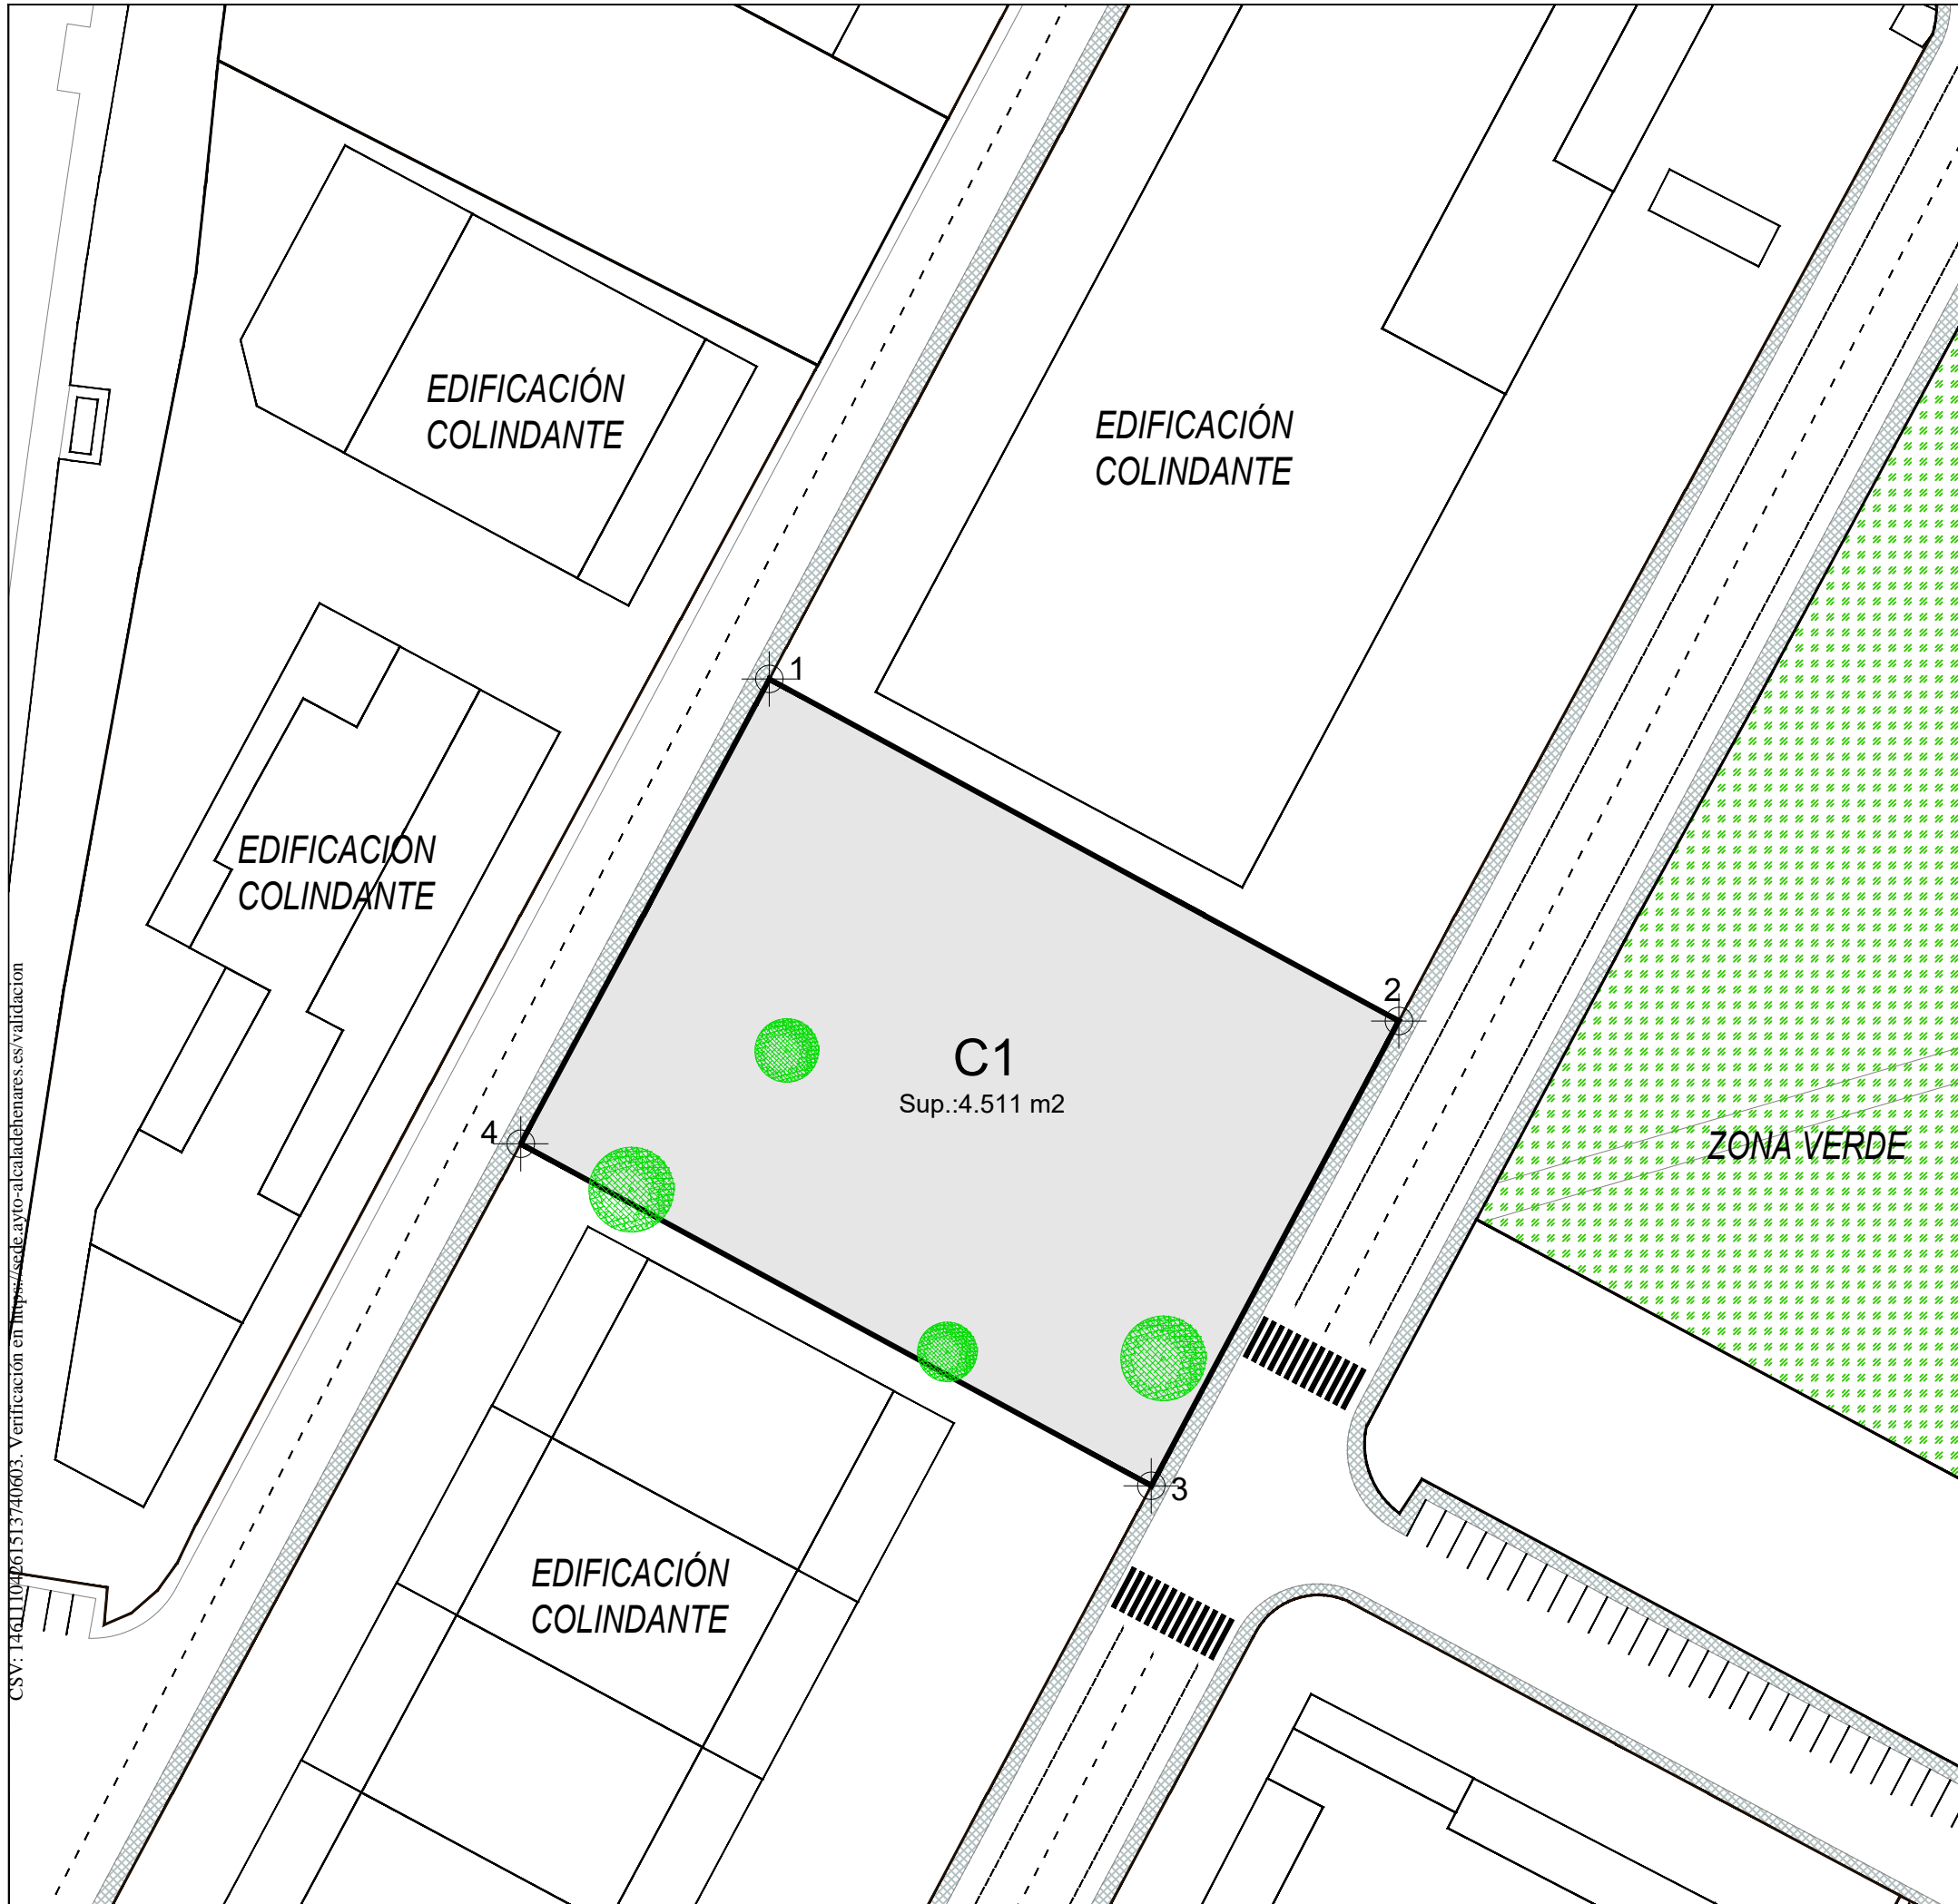 EDIFICACIÓN
COLINDANTE
EDIFICACIÓN
COLINDANTE
1
EDIFICACIÓN
COLINDANTE
2
C1
Sup.:4.511 m2
4
ZONA VERDE
3
EDIFICACIÓN
COLINDANTE
CSV: 14611104261513740603. Verificación en https://sede.ayto-alcaladehenares.es/validacion